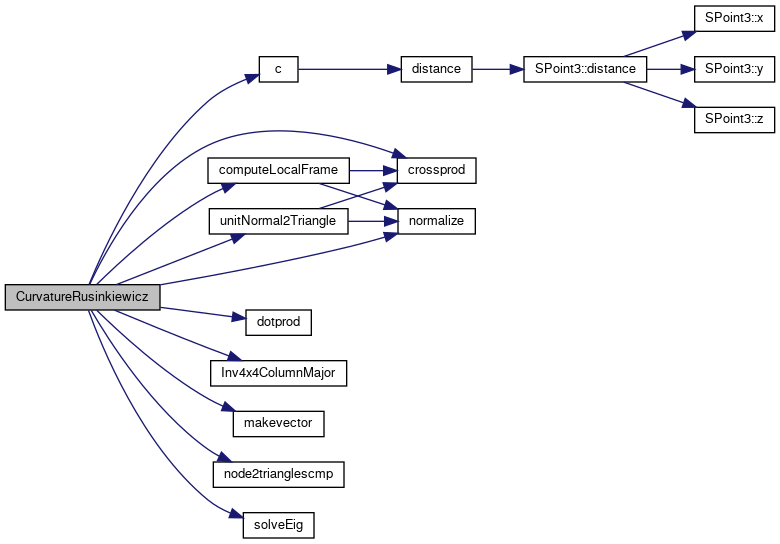 SPoint3::x
c
distance
SPoint3::distance
SPoint3::y
SPoint3::z
computeLocalFrame
crossprod
unitNormal2Triangle
normalize
CurvatureRusinkiewicz
dotprod
Inv4x4ColumnMajor
makevector
node2trianglescmp
solveEig